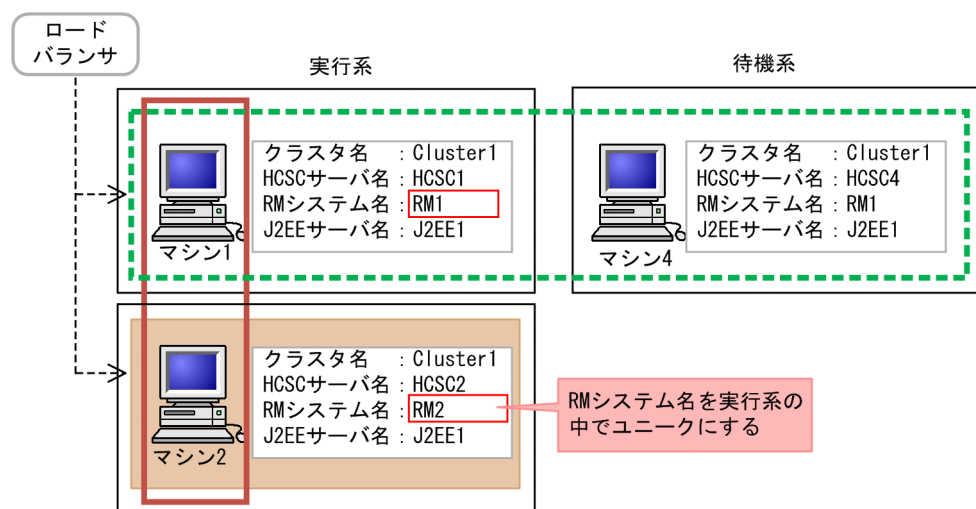 ロード
バランサ
実行系
待機系
クラスタ名　：Cluster1
HCSCサーバ名：HCSC1
RMシステム名：RM1
J2EEサーバ名：J2EE1
マシン1
クラスタ名　：Cluster1
HCSCサーバ名：HCSC4
RMシステム名：RM1
J2EEサーバ名：J2EE1
マシン4
クラスタ名　：Cluster1
HCSCサーバ名：HCSC2
RMシステム名：RM2
J2EEサーバ名：J2EE1
マシン2
RMシステム名を実行系の
中でユニークにする